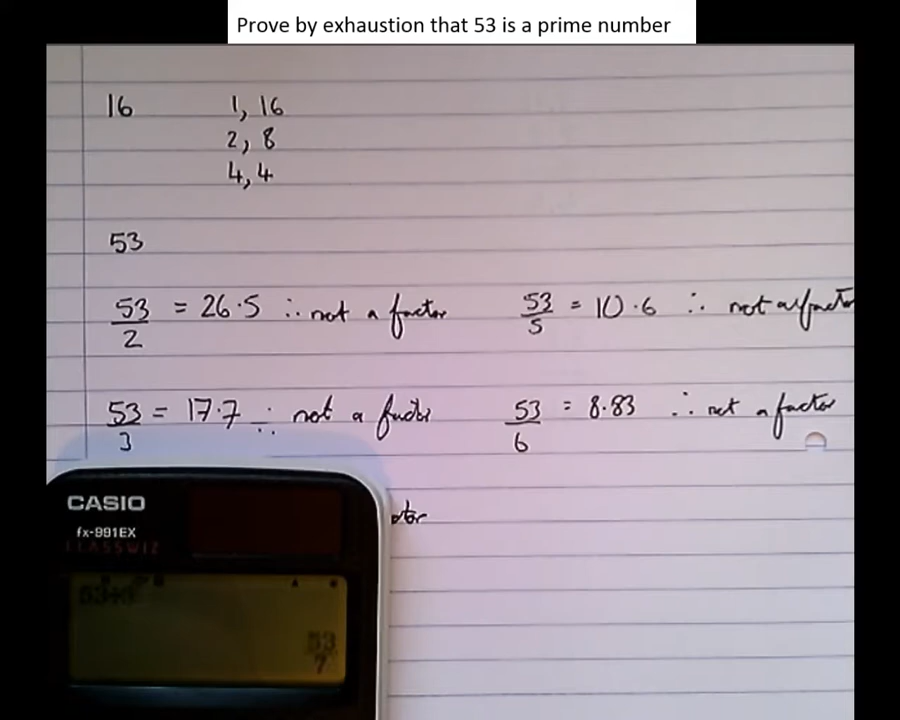 Prove by exhaustion that 53 is a prime number
16 1, 16
2, 8
4, 4
53
53/2 = 26.5 ∴ not a factor
53/5 = 10.6 ∴ not a factor
53/3 = 17.7 ∴ not a factor
53/6 = 8.83 ∴ not a factor
CASIO
fx-991EX
CLASSWIZ
53
7